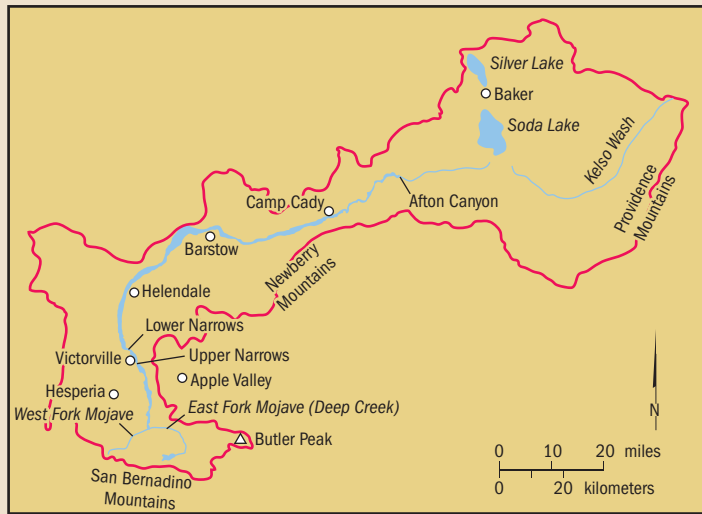 Silver Lake
Baker
Soda Lake
Kelso Wash
Providence
Mountains
Afton Canyon
Camp Cady
Barstow
Newberry
Mountains
Helendale
Lower Narrows
Victorville
Upper Narrows
Apple Valley
Hesperia
West Fork Mojave
East Fork Mojave (Deep Creek)
Butler Peak
San Bernadino
Mountains
N
0 10 20 miles
0 20 kilometers